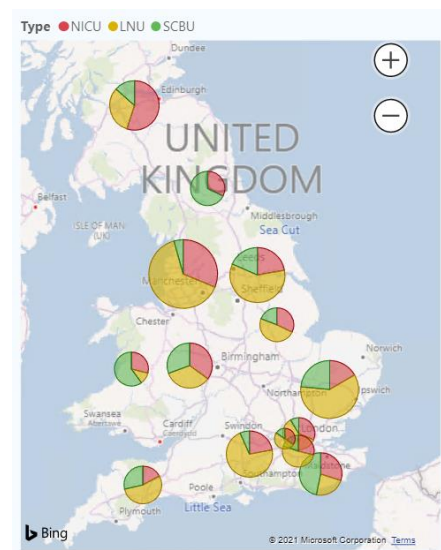 Type NICU LNU SCBU
Dundee
Edinburgh
UNITED
KINGDOM
Belfast
ISLE OF MAN
(UK)
Middlesbrough
Sea Cut
Leeds
Manchester
Sheffield
Chester
Norwich
Birmingham
Northampton
Ipswich
Swansea
Abertawe
Cardiff
Swindon
London
Maidstone
Southampton
Poole
Plymouth
Little Sea
Bing
© 2021 Microsoft Corporation Terms